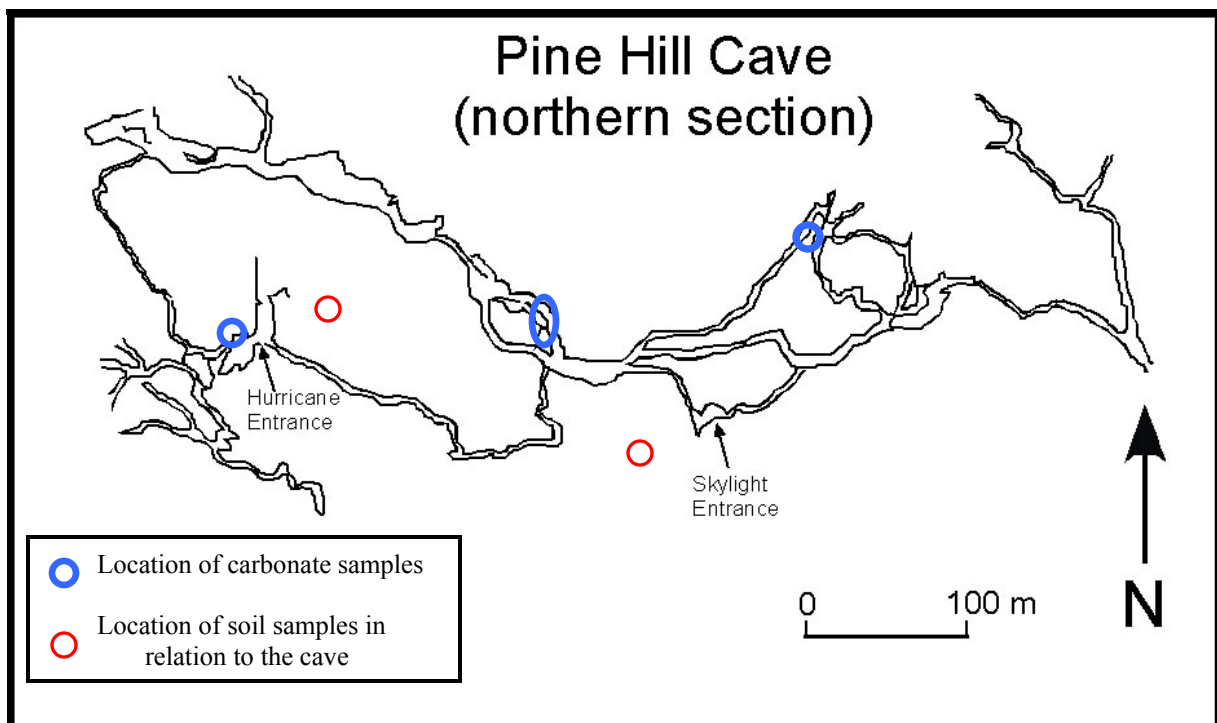 Pine Hill Cave
(northern section)
Hurricane
Entrance
Skylight
Entrance
Location of carbonate samples
Location of soil samples in
relation to the cave
0 100 m
N